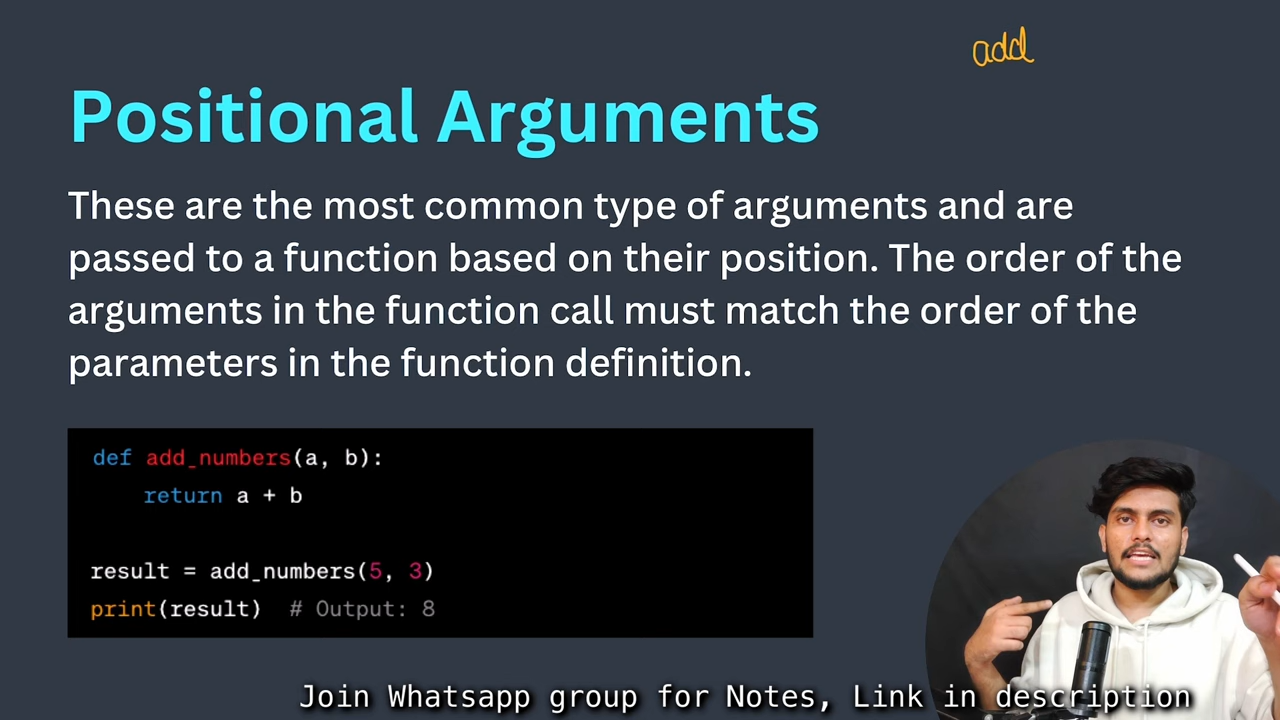 add
Positional Arguments
These are the most common type of arguments and are
passed to a function based on their position. The order of the
arguments in the function call must match the order of the
parameters in the function definition.
def add_numbers(a, b):
    return a + b
result = add_numbers(5, 3)
print(result)  # Output: 8
Join Whatsapp group for Notes, Link in description